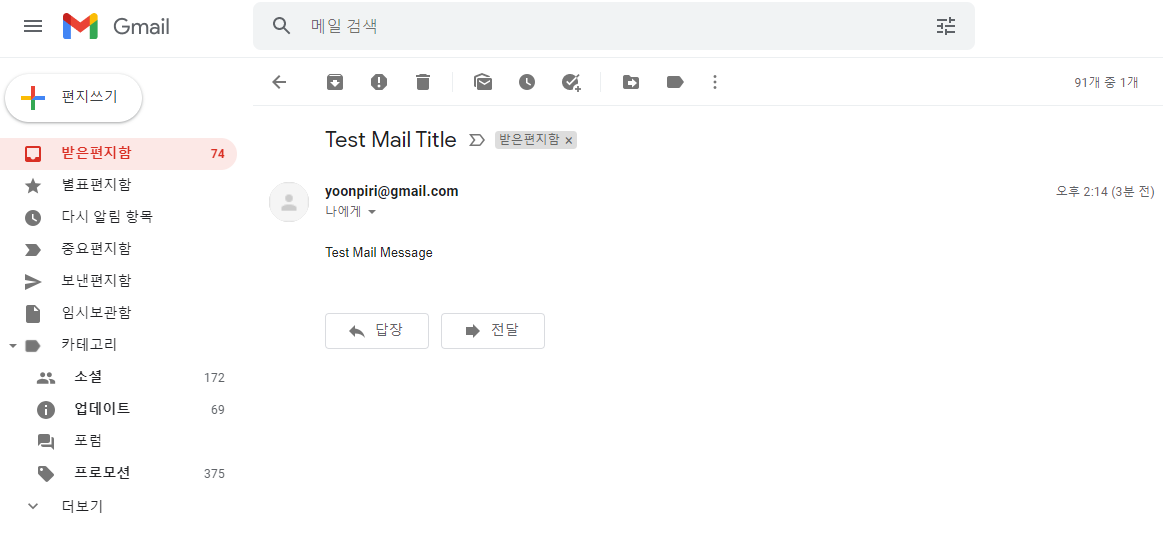 Gmail
메일 검색
편지쓰기
91개 중 1개
받은편지함 74
별표편지함
다시 알림 항목
중요편지함
보낸편지함
임시보관함
카테고리
소셜 172
업데이트 69
포럼
프로모션 375
더보기
Test Mail Title 받은편지함 x
yoonpiri@gmail.com 오후 2:14 (3분 전)
나에게
Test Mail Message
답장 전달